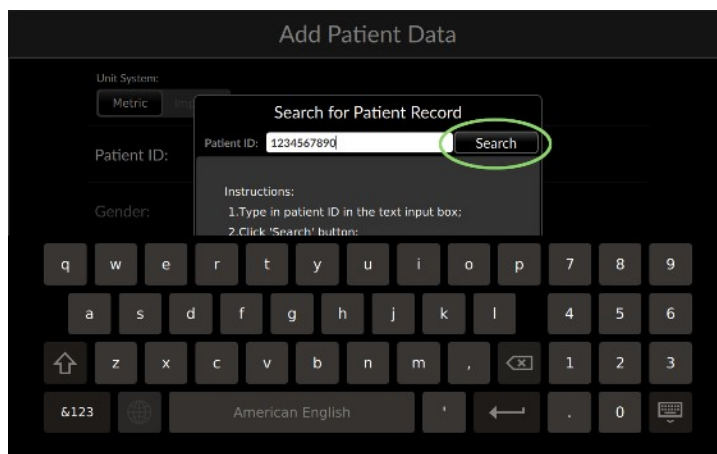 Add Patient Data
Unit System:
Metric
Search for Patient Record
Patient ID: 1234567890 Search
Patient ID:
Instructions:
1.Type in patient ID in the text input box;
Gender:
2.Click 'Search' button;
q w e r t y u i o p 7 8 9
a s d f g h j k l 4 5 6
z x c v b n m , 1 2 3
&123 American English ' . 0